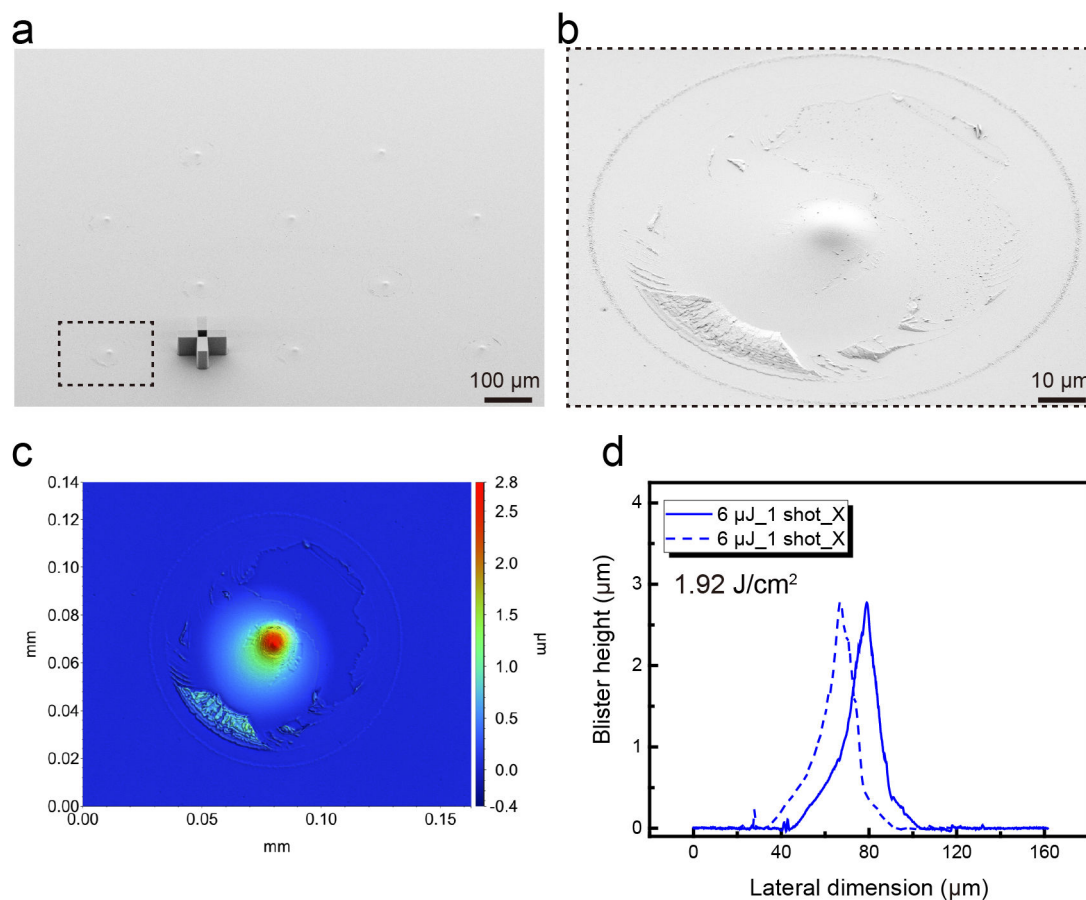 a
100 μm
b
10 μm
c
0.14
0.12
0.10
0.08
0.06
0.04
0.02
0.00
mm
0.00
0.05
0.10
0.15
mm
2.8
2.5
2.0
1.5
1.0
0.5
0.0
-0.4
μm
d
6 μJ_1 shot_X
6 μJ_1 shot_X
1.92 J/cm²
4
3
2
1
0
Blister height (μm)
0
40
80
120
160
Lateral dimension (μm)